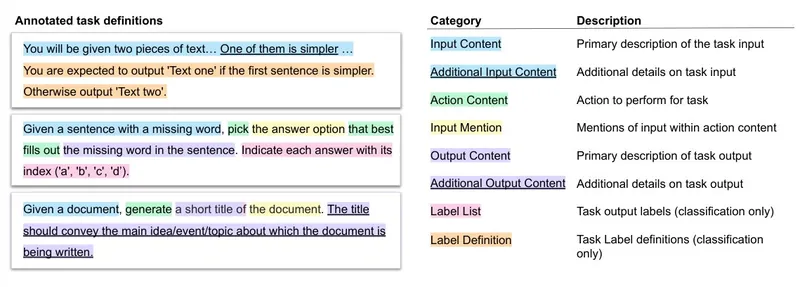 Annotated task definitions
You will be given two pieces of text… One of them is simpler …
You are expected to output 'Text one' if the first sentence is simpler.
Otherwise output 'Text two'.
Given a sentence with a missing word, pick the answer option that best
fills out the missing word in the sentence. Indicate each answer with its
index ('a', 'b', 'c', 'd').
Given a document, generate a short title of the document. The title
should convey the main idea/event/topic about which the document is
being written.
Category Description
Input Content Primary description of the task input
Additional Input Content Additional details on task input
Action Content Action to perform for task
Input Mention Mentions of input within action content
Output Content Primary description of task output
Additional Output Content Additional details on task output
Label List Task output labels (classification only)
Label Definition Task Label definitions (classification
only)